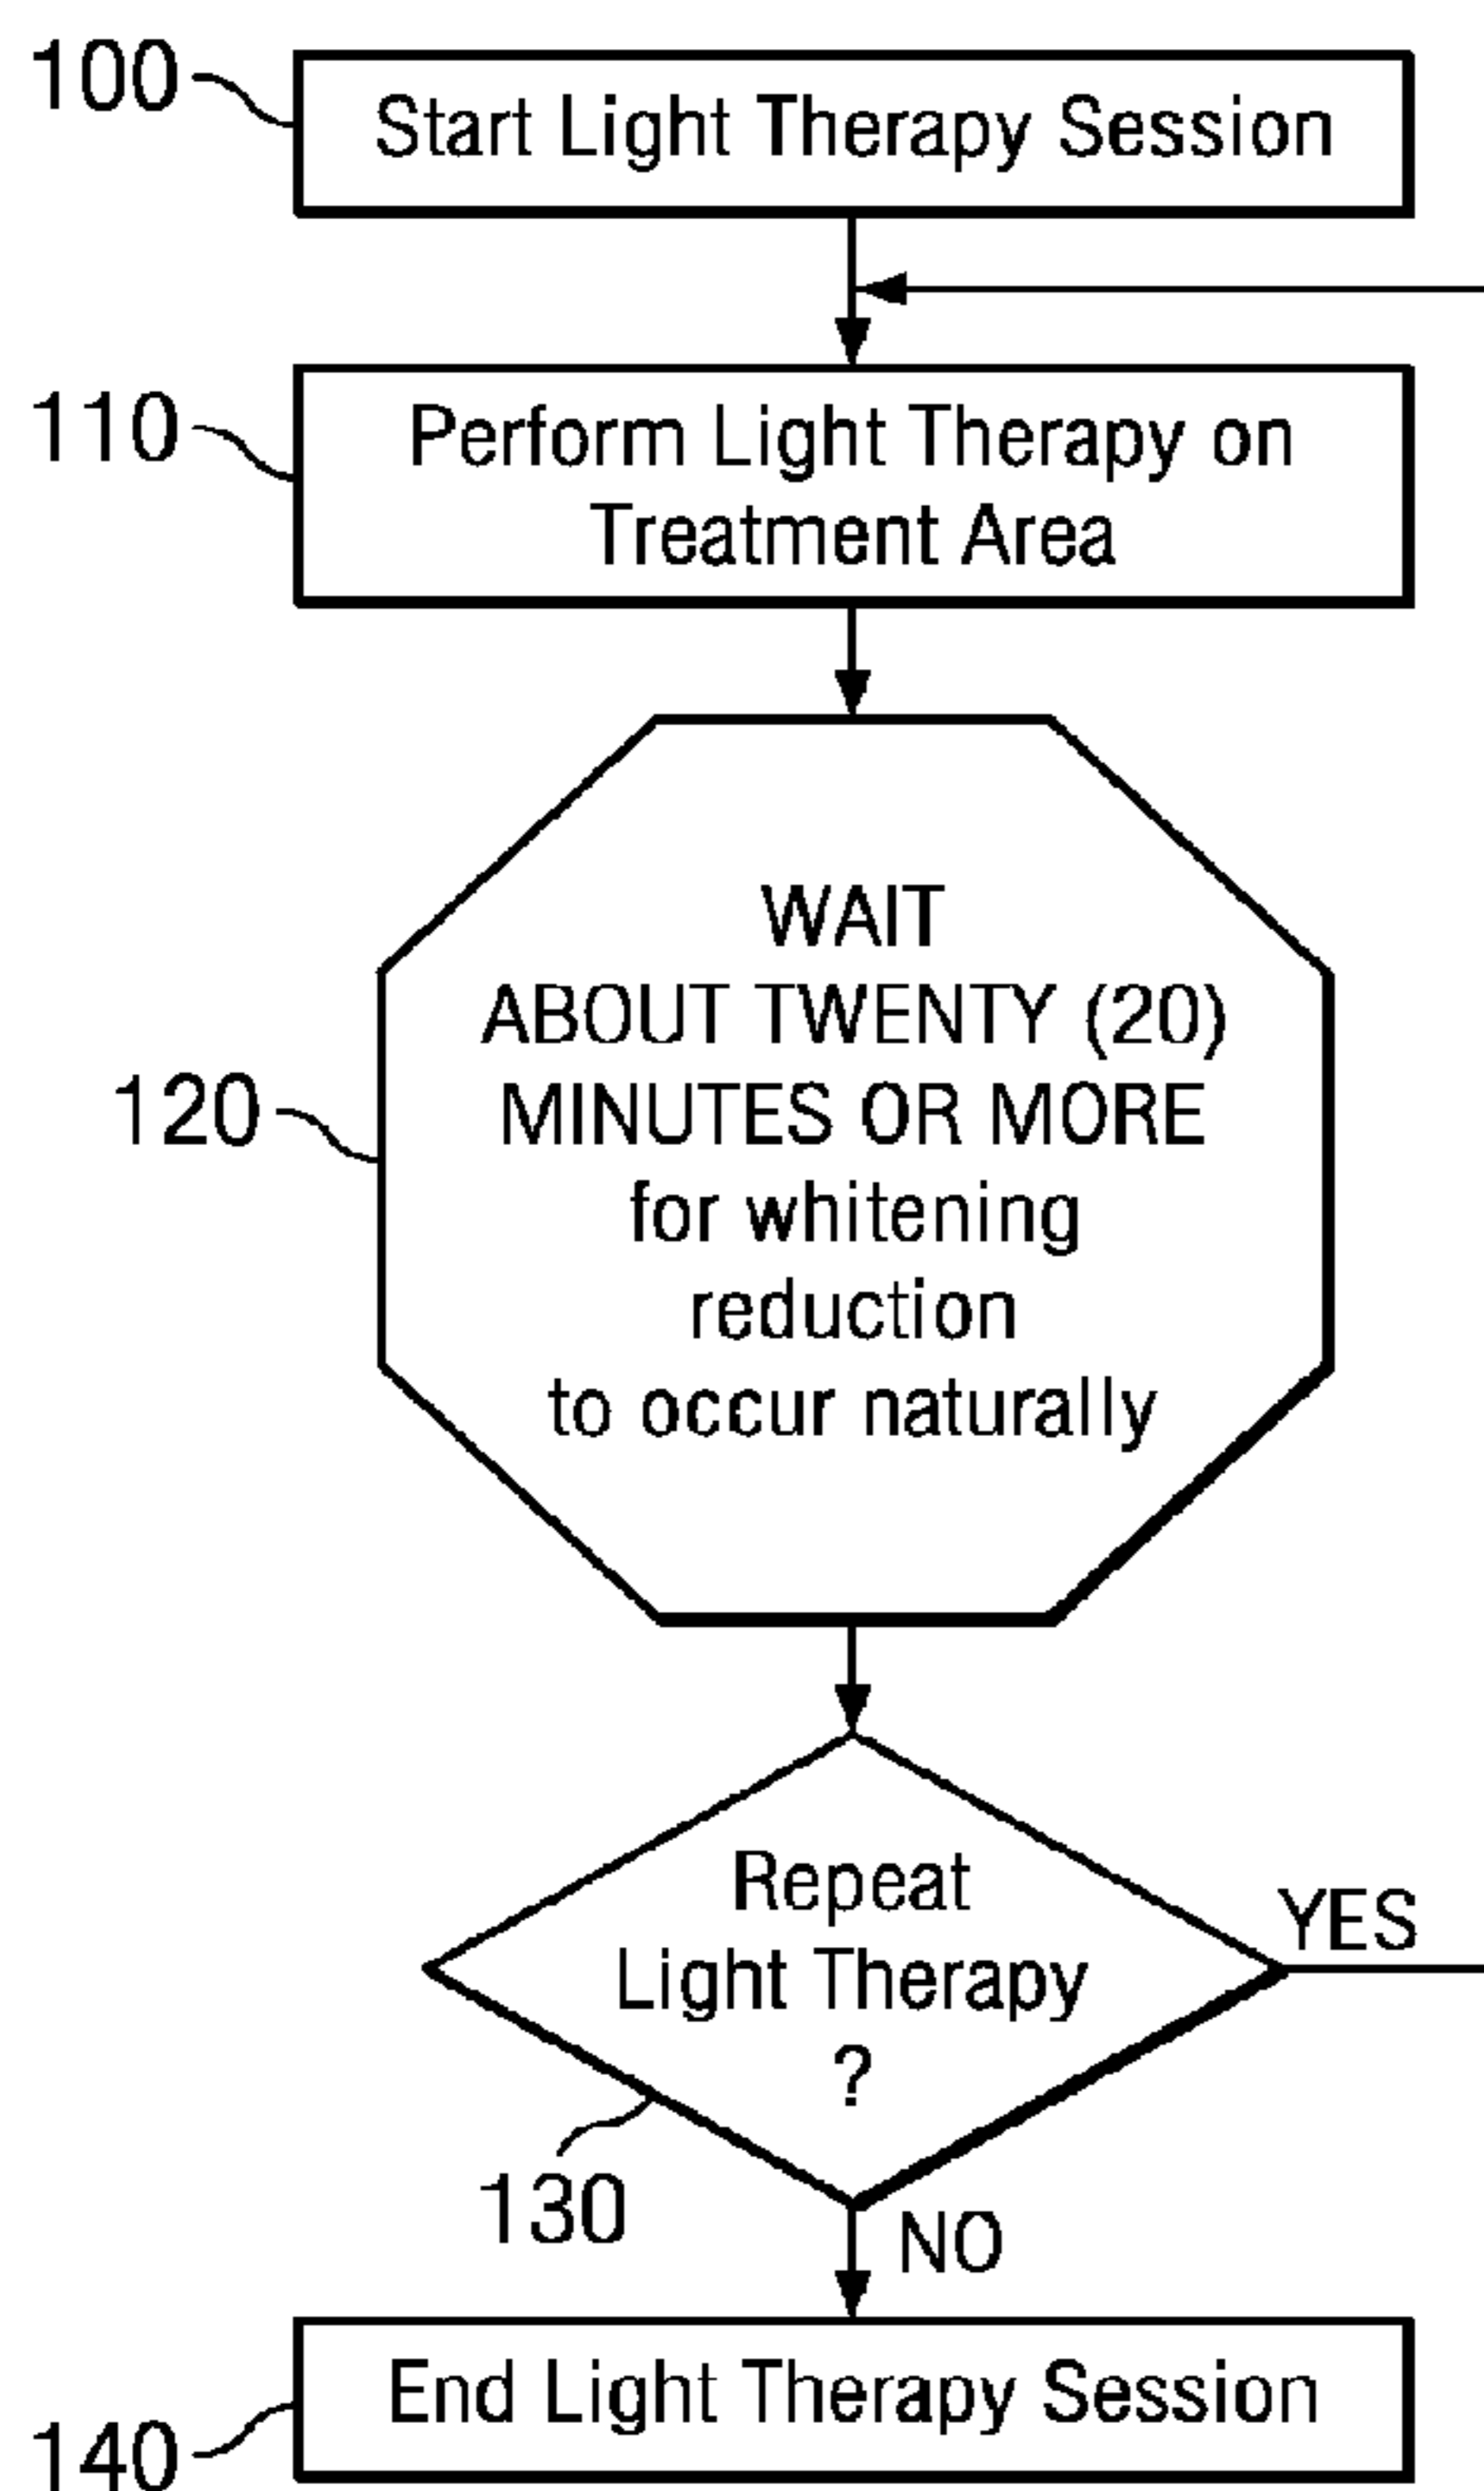 100
Start Light Therapy Session
110
Perform Light Therapy on
Treatment Area
WAIT
ABOUT TWENTY (20)
MINUTES OR MORE
120
for whitening
reduction
to occur naturally
Repeat
YES
Light Therapy
?
130
NO
End Light Therapy Session
140